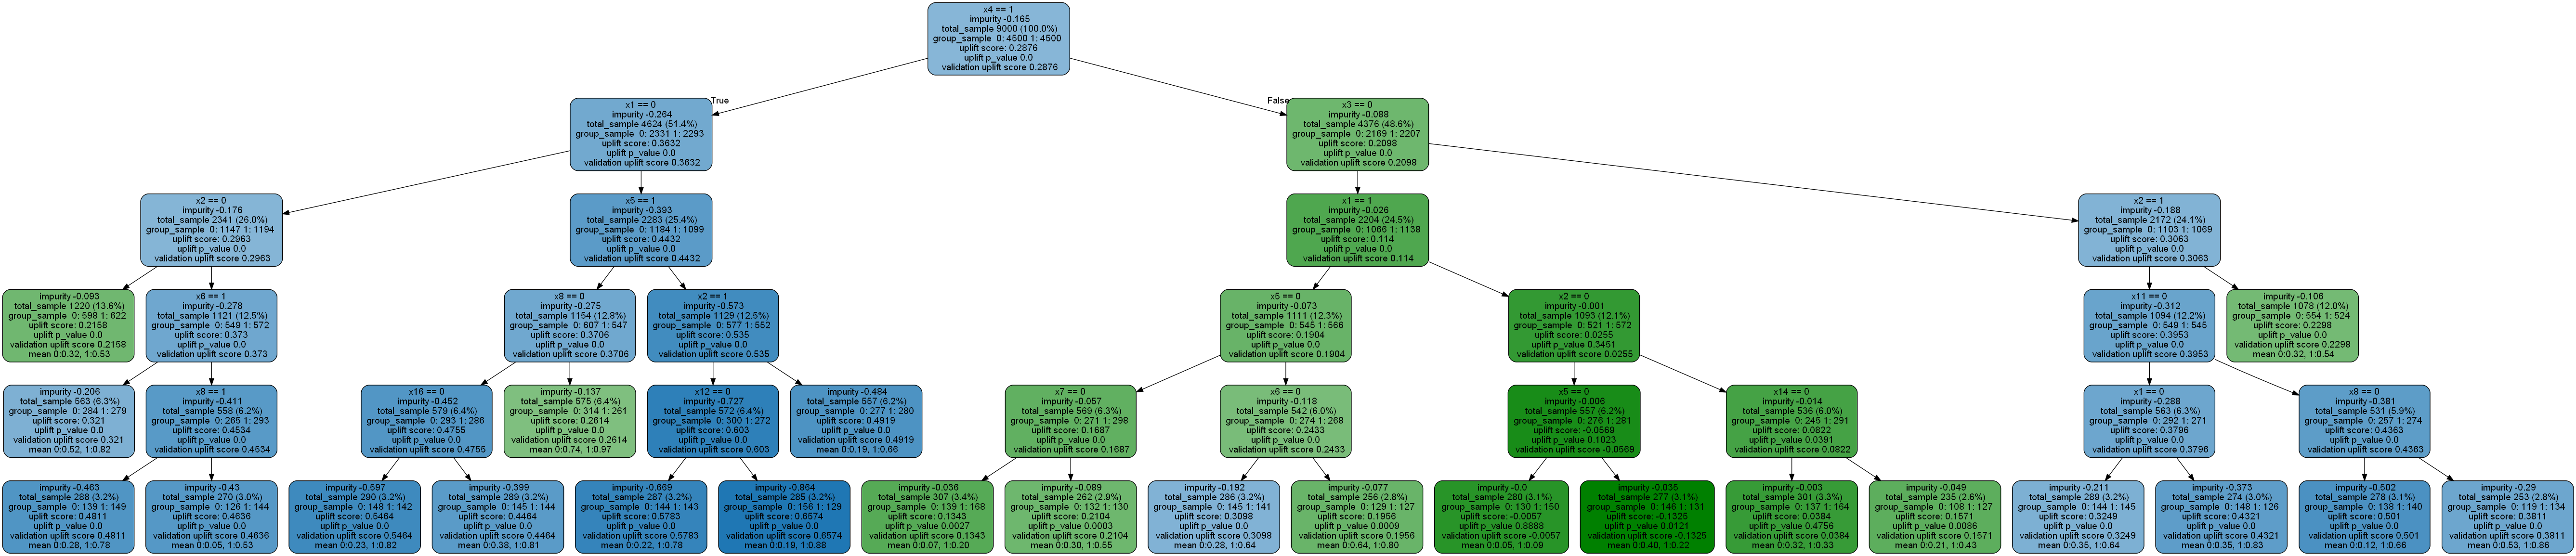 x4 == 1
impurity -0.165
total_sample 9000 (100.0%)
group_sample 0: 4500 1: 4500
uplift score: 0.2876
uplift p_value 0.0
validation uplift score 0.2876
True
False
x1 == 0
impurity -0.264
total_sample 4624 (51.4%)
group_sample 0: 2331 1: 2293
uplift score: 0.3632
uplift p_value 0.0
validation uplift score 0.3632
x3 == 0
impurity -0.088
total_sample 4376 (48.6%)
group_sample 0: 2169 1: 2207
uplift score: 0.2098
uplift p_value 0.0
validation uplift score 0.2098
x2 == 0
impurity -0.176
total_sample 2341 (26.0%)
group_sample 0: 1147 1: 1194
uplift score: 0.2963
uplift p_value 0.0
validation uplift score 0.2963
x5 == 1
impurity -0.393
total_sample 2283 (25.4%)
group_sample 0: 1184 1: 1099
uplift score: 0.4432
uplift p_value 0.0
validation uplift score 0.4432
x1 == 1
impurity -0.026
total_sample 2204 (24.5%)
group_sample 0: 1066 1: 1138
uplift score: 0.114
uplift p_value 0.0
validation uplift score 0.114
x2 == 1
impurity -0.188
total_sample 2172 (24.1%)
group_sample 0: 1103 1: 1069
uplift score: 0.3063
uplift p_value 0.0
validation uplift score 0.3063
impurity -0.093
total_sample 1220 (13.6%)
group_sample 0: 598 1: 622
uplift score: 0.2158
uplift p_value 0.0
validation uplift score 0.2158
mean 0:0.32, 1:0.53
x6 == 1
impurity -0.278
total_sample 1121 (12.5%)
group_sample 0: 549 1: 572
uplift score: 0.373
uplift p_value 0.0
validation uplift score 0.373
x8 == 0
impurity -0.275
total_sample 1154 (12.8%)
group_sample 0: 607 1: 547
uplift score: 0.3706
uplift p_value 0.0
validation uplift score 0.3706
x2 == 1
impurity -0.573
total_sample 1129 (12.5%)
group_sample 0: 577 1: 552
uplift score: 0.535
uplift p_value 0.0
validation uplift score 0.535
x5 == 0
impurity -0.073
total_sample 1111 (12.3%)
group_sample 0: 545 1: 566
uplift score: 0.1904
uplift p_value 0.0
validation uplift score 0.1904
x2 == 0
impurity -0.001
total_sample 1093 (12.1%)
group_sample 0: 521 1: 572
uplift score: 0.0255
uplift p_value 0.3451
validation uplift score 0.0255
x11 == 0
impurity -0.312
total_sample 1094 (12.2%)
group_sample 0: 549 1: 545
uplift score: 0.3953
uplift p_value 0.0
validation uplift score 0.3953
impurity -0.106
total_sample 1078 (12.0%)
group_sample 0: 554 1: 524
uplift score: 0.2298
uplift p_value 0.0
validation uplift score 0.2298
mean 0:0.32, 1:0.54
impurity -0.206
total_sample 563 (6.3%)
group_sample 0: 284 1: 279
uplift score: 0.321
uplift p_value 0.0
validation uplift score 0.321
mean 0:0.52, 1:0.82
x8 == 1
impurity -0.411
total_sample 558 (6.2%)
group_sample 0: 265 1: 293
uplift score: 0.4534
uplift p_value 0.0
validation uplift score 0.4534
x16 == 0
impurity -0.452
total_sample 579 (6.4%)
group_sample 0: 293 1: 286
uplift score: 0.4755
uplift p_value 0.0
validation uplift score 0.4755
impurity -0.137
total_sample 575 (6.4%)
group_sample 0: 314 1: 261
uplift score: 0.2614
uplift p_value 0.0
validation uplift score 0.2614
mean 0:0.74, 1:0.97
x12 == 0
impurity -0.727
total_sample 572 (6.4%)
group_sample 0: 300 1: 272
uplift score: 0.603
uplift p_value 0.0
validation uplift score 0.603
impurity -0.484
total_sample 557 (6.2%)
group_sample 0: 277 1: 280
uplift score: 0.4919
uplift p_value 0.0
validation uplift score 0.4919
mean 0:0.19, 1:0.66
x7 == 0
impurity -0.057
total_sample 569 (6.3%)
group_sample 0: 271 1: 298
uplift score: 0.1687
uplift p_value 0.0
validation uplift score 0.1687
x6 == 0
impurity -0.118
total_sample 542 (6.0%)
group_sample 0: 274 1: 268
uplift score: 0.2433
uplift p_value 0.0
validation uplift score 0.2433
x5 == 0
impurity -0.006
total_sample 557 (6.2%)
group_sample 0: 276 1: 281
uplift score: -0.0569
uplift p_value 0.1023
validation uplift score -0.0569
x14 == 0
impurity -0.014
total_sample 536 (6.0%)
group_sample 0: 245 1: 291
uplift score: 0.0822
uplift p_value 0.0391
validation uplift score 0.0822
x1 == 0
impurity -0.288
total_sample 563 (6.3%)
group_sample 0: 292 1: 271
uplift score: 0.3796
uplift p_value 0.0
validation uplift score 0.3796
x8 == 0
impurity -0.381
total_sample 531 (5.9%)
group_sample 0: 257 1: 274
uplift score: 0.4363
uplift p_value 0.0
validation uplift score 0.4363
impurity -0.463
total_sample 288 (3.2%)
group_sample 0: 139 1: 149
uplift score: 0.4811
uplift p_value 0.0
validation uplift score 0.4811
mean 0:0.28, 1:0.78
impurity -0.43
total_sample 270 (3.0%)
group_sample 0: 126 1: 144
uplift score: 0.4636
uplift p_value 0.0
validation uplift score 0.4636
mean 0:0.05, 1:0.53
impurity -0.597
total_sample 290 (3.2%)
group_sample 0: 148 1: 142
uplift score: 0.5464
uplift p_value 0.0
validation uplift score 0.5464
mean 0:0.23, 1:0.82
impurity -0.399
total_sample 289 (3.2%)
group_sample 0: 145 1: 144
uplift score: 0.4464
uplift p_value 0.0
validation uplift score 0.4464
mean 0:0.38, 1:0.81
impurity -0.669
total_sample 287 (3.2%)
group_sample 0: 144 1: 143
uplift score: 0.5783
uplift p_value 0.0
validation uplift score 0.5783
mean 0:0.22, 1:0.78
impurity -0.864
total_sample 285 (3.2%)
group_sample 0: 156 1: 129
uplift score: 0.6574
uplift p_value 0.0
validation uplift score 0.6574
mean 0:0.19, 1:0.88
impurity -0.036
total_sample 307 (3.4%)
group_sample 0: 139 1: 168
uplift score: 0.1343
uplift p_value 0.0027
validation uplift score 0.1343
mean 0:0.07, 1:0.20
impurity -0.089
total_sample 262 (2.9%)
group_sample 0: 132 1: 130
uplift score: 0.2104
uplift p_value 0.0003
validation uplift score 0.2104
mean 0:0.30, 1:0.55
impurity -0.192
total_sample 286 (3.2%)
group_sample 0: 145 1: 141
uplift score: 0.3098
uplift p_value 0.0
validation uplift score 0.3098
mean 0:0.28, 1:0.64
impurity -0.077
total_sample 256 (2.8%)
group_sample 0: 129 1: 127
uplift score: 0.1956
uplift p_value 0.0009
validation uplift score 0.1956
mean 0:0.64, 1:0.80
impurity -0.0
total_sample 280 (3.1%)
group_sample 0: 130 1: 150
uplift score: -0.0057
uplift p_value 0.8888
validation uplift score -0.0057
mean 0:0.05, 1:0.09
impurity -0.035
total_sample 277 (3.1%)
group_sample 0: 146 1: 131
uplift score: -0.1325
uplift p_value 0.0121
validation uplift score -0.1325
mean 0:0.40, 1:0.22
impurity -0.003
total_sample 301 (3.3%)
group_sample 0: 137 1: 164
uplift score: 0.0384
uplift p_value 0.4756
validation uplift score 0.0384
mean 0:0.32, 1:0.33
impurity -0.049
total_sample 235 (2.6%)
group_sample 0: 108 1: 127
uplift score: 0.1571
uplift p_value 0.0086
validation uplift score 0.1571
mean 0:0.21, 1:0.43
impurity -0.211
total_sample 289 (3.2%)
group_sample 0: 144 1: 145
uplift score: 0.3249
uplift p_value 0.0
validation uplift score 0.3249
mean 0:0.35, 1:0.64
impurity -0.373
total_sample 274 (3.0%)
group_sample 0: 148 1: 126
uplift score: 0.4321
uplift p_value 0.0
validation uplift score 0.4321
mean 0:0.35, 1:0.83
impurity -0.502
total_sample 278 (3.1%)
group_sample 0: 138 1: 140
uplift score: 0.501
uplift p_value 0.0
validation uplift score 0.501
mean 0:0.12, 1:0.66
impurity -0.29
total_sample 253 (2.8%)
group_sample 0: 119 1: 134
uplift score: 0.3811
uplift p_value 0.0
validation uplift score 0.3811
mean 0:0.53, 1:0.86